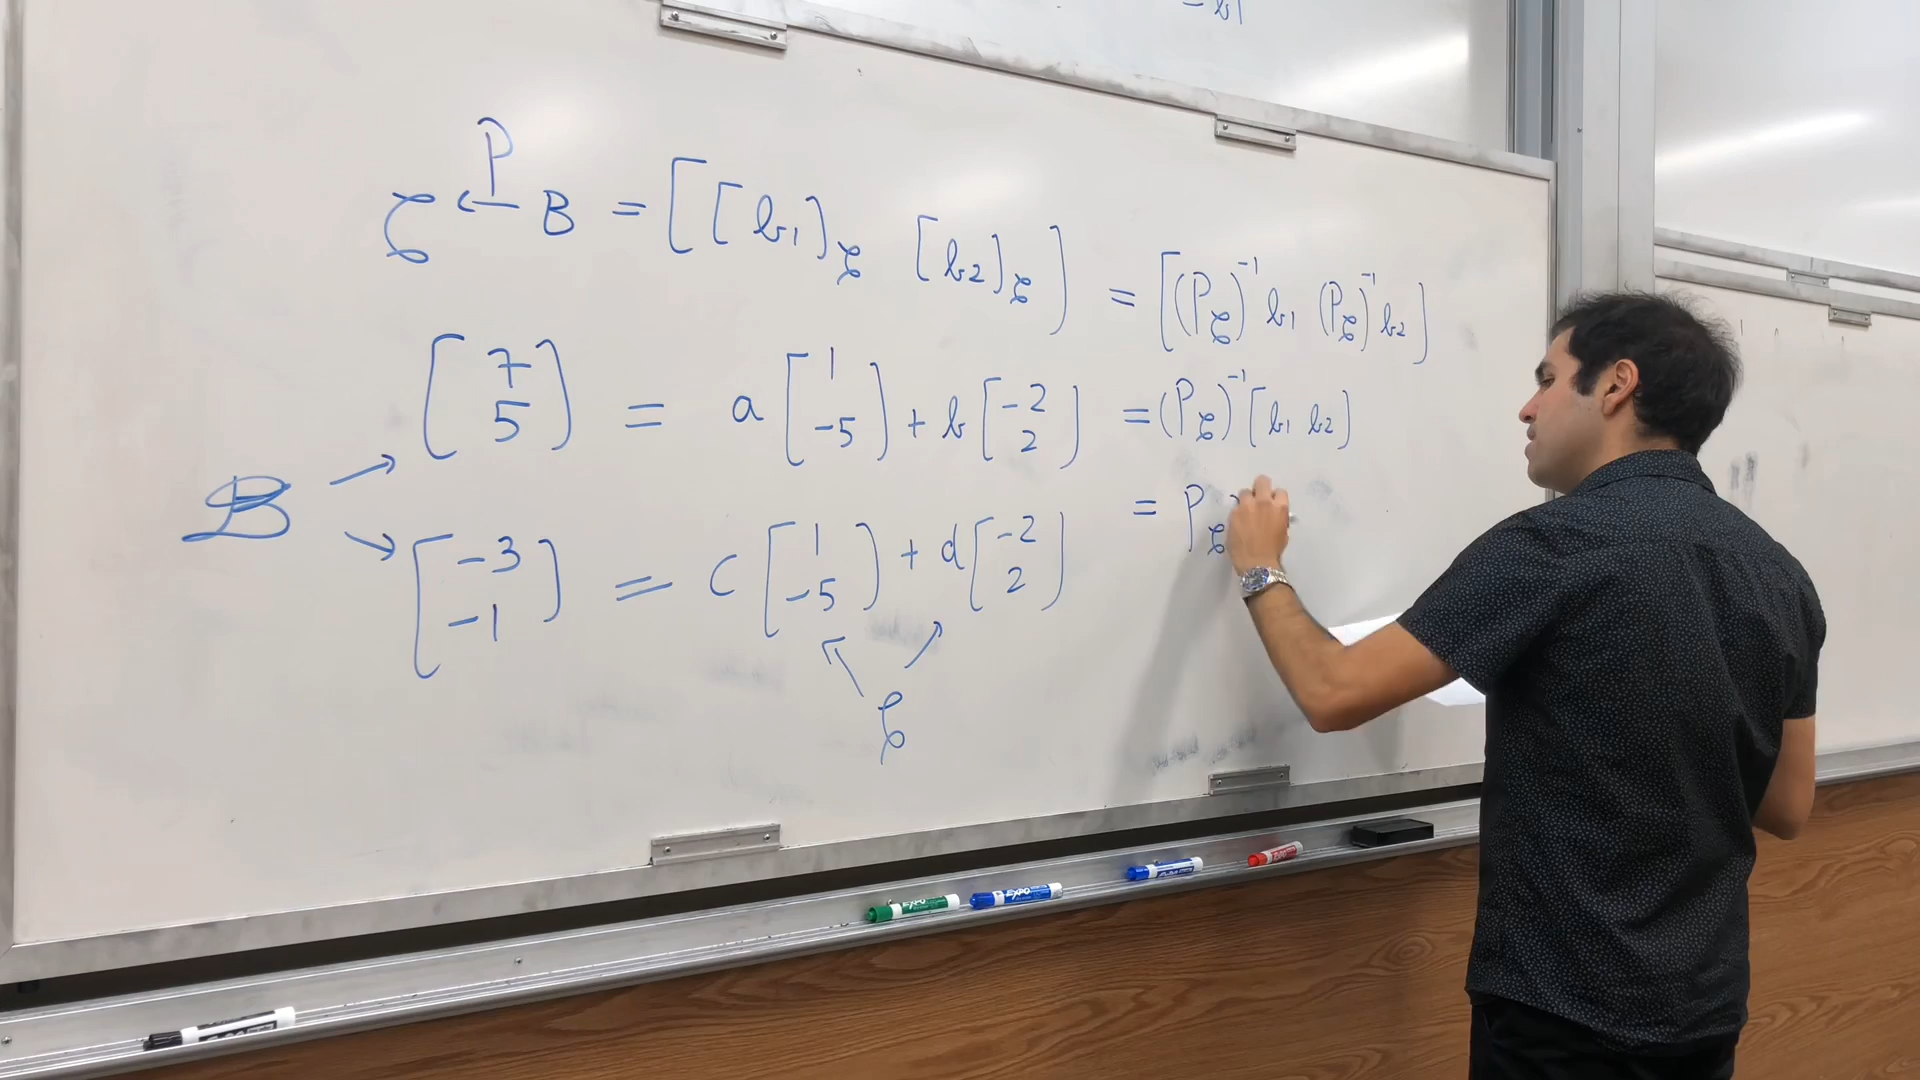 P
C ← B = [ [b1]C [b2]C ] = [(PC)⁻¹ b1 (PC)⁻¹ b2]
[7 5] = a [1 -5] + b [-2 2] = (PC)⁻¹ [b1 b2]
B
[-3 -1] = c [1 -5] + d [-2 2] = PC
C
EXPO
EXPO